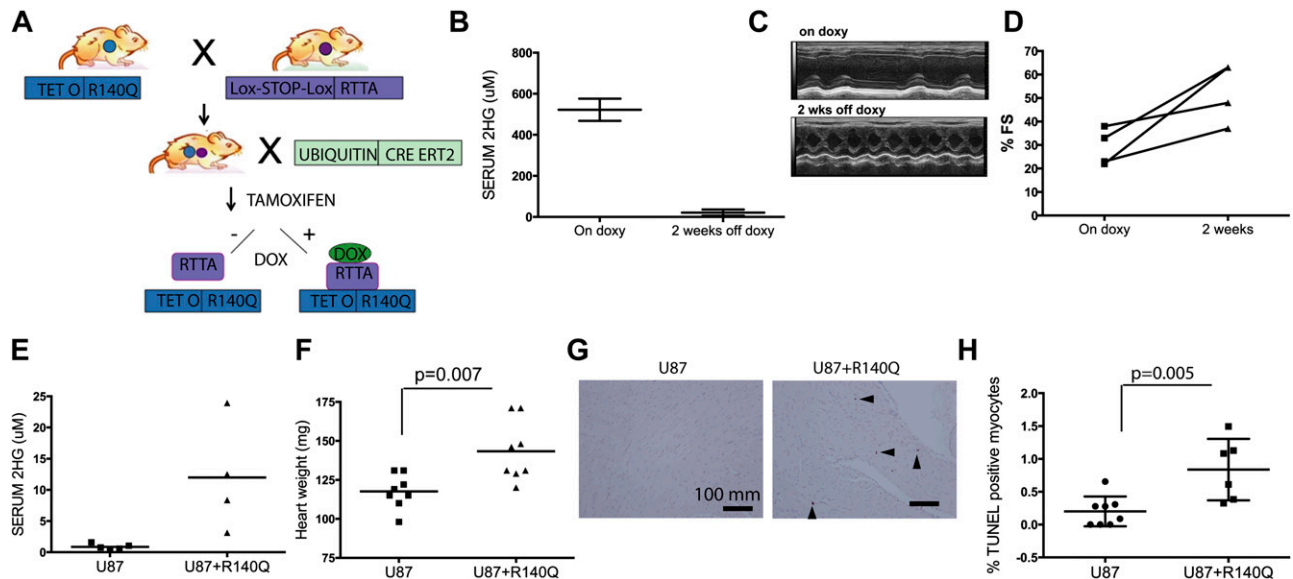 A
TET O R140Q
X
Lox-STOP-Lox RTTA
X
UBIQUITIN CRE ERT2
TAMOXIFEN
- DOX +
RTTA
DOX
RTTA
TET O R140Q
TET O R140Q
B
SERUM 2HG (uM)
800
600
400
200
0
On doxy 2 weeks off doxy
C
on doxy
2 wks off doxy
D
% FS
80
70
60
50
40
30
20
10
0
On doxy 2 weeks
E
SERUM 2HG (uM)
25
20
15
10
5
0
U87 U87+R140Q
F
p=0.007
Heart weight (mg)
175
150
125
100
75
U87 U87+R140Q
G
U87 U87+R140Q
100 mm
H
p=0.005
% TUNEL positive myocytes
2.0
1.5
1.0
0.5
0.0
-0.5
U87 U87+R140Q